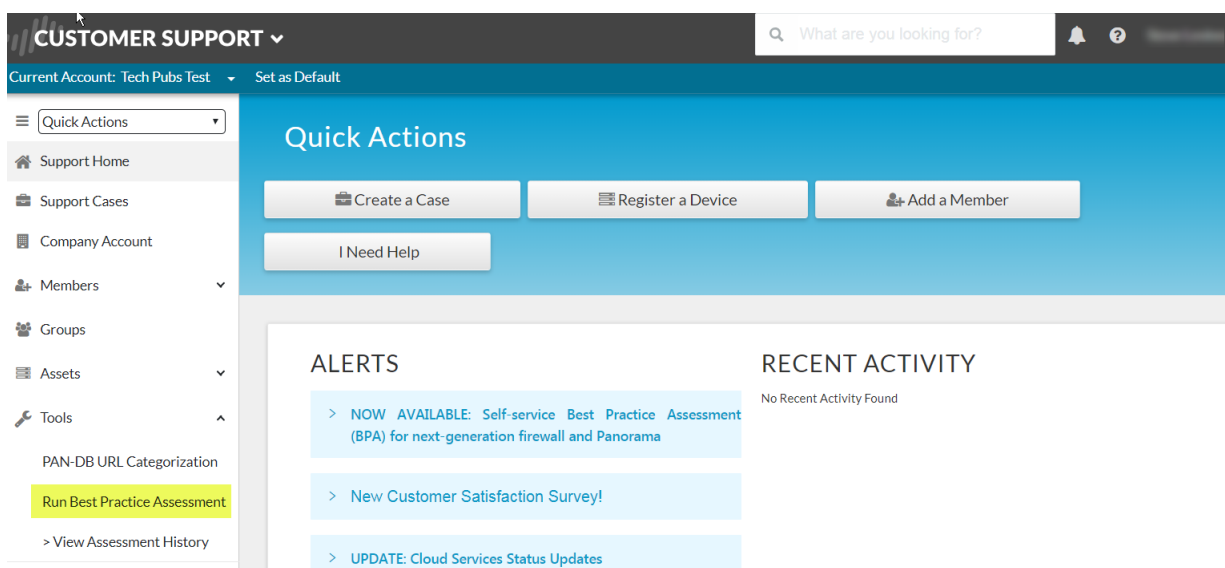 CUSTOMER SUPPORT
What are you looking for?
Current Account: Tech Pubs Test
Set as Default
Quick Actions
Support Home
Support Cases
Company Account
Members
Groups
Assets
Tools
PAN-DB URL Categorization
Run Best Practice Assessment
> View Assessment History
Quick Actions
Create a Case
Register a Device
Add a Member
I Need Help
ALERTS
> NOW AVAILABLE: Self-service Best Practice Assessment
(BPA) for next-generation firewall and Panorama
> New Customer Satisfaction Survey!
> UPDATE: Cloud Services Status Updates
RECENT ACTIVITY
No Recent Activity Found